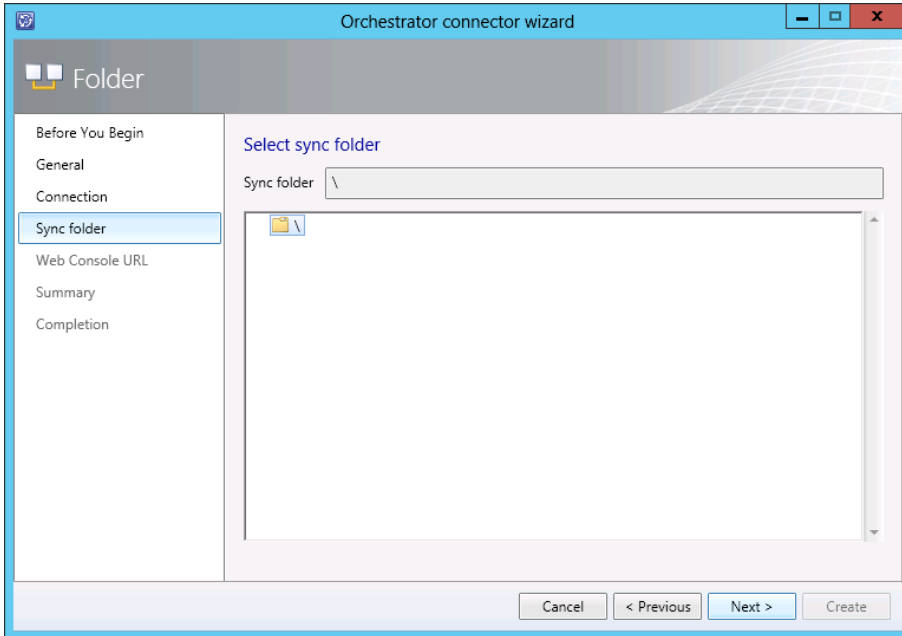 Orchestrator connector wizard
Folder
Before You Begin
General
Connection
Sync folder
Web Console URL
Summary
Completion
Select sync folder
Sync folder \
\
Cancel < Previous Next > Create